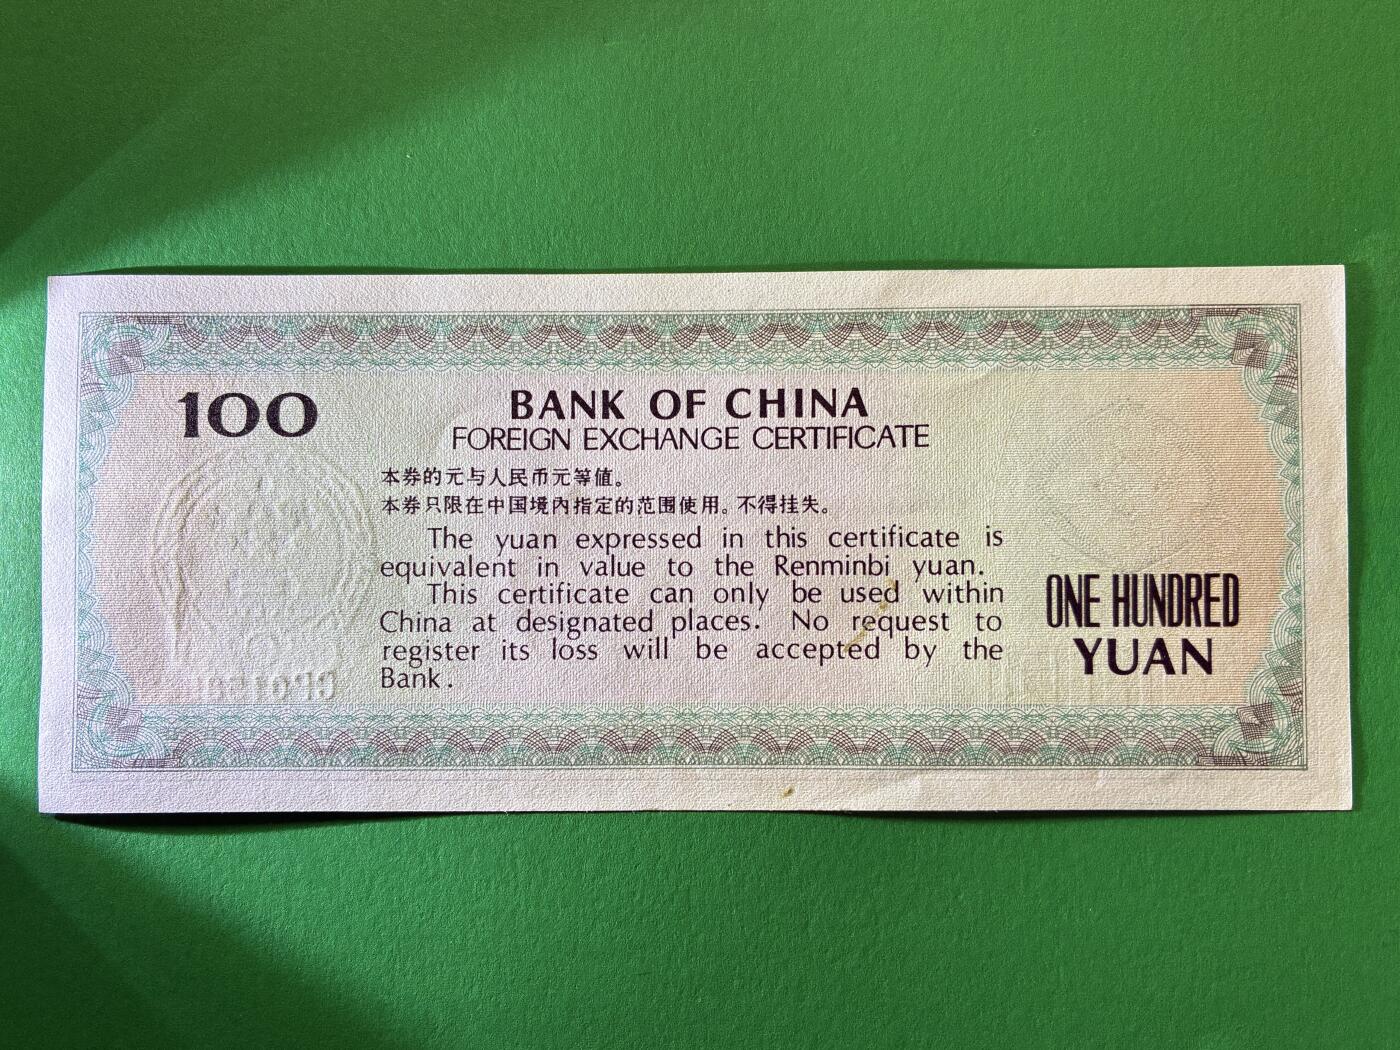 100
BANK OF CHINA
FOREIGN EXCHANGE CERTIFICATE
本券的元与人民币元等值。
本券只限在中国境内指定的范围使用。不得挂失。
The yuan expressed in this certificate is
equivalent in value to the Renminbi yuan.
This certificate can only be used within
China at designated places. No request to
register its loss will be accepted by the
Bank.
ONE HUNDRED
YUAN